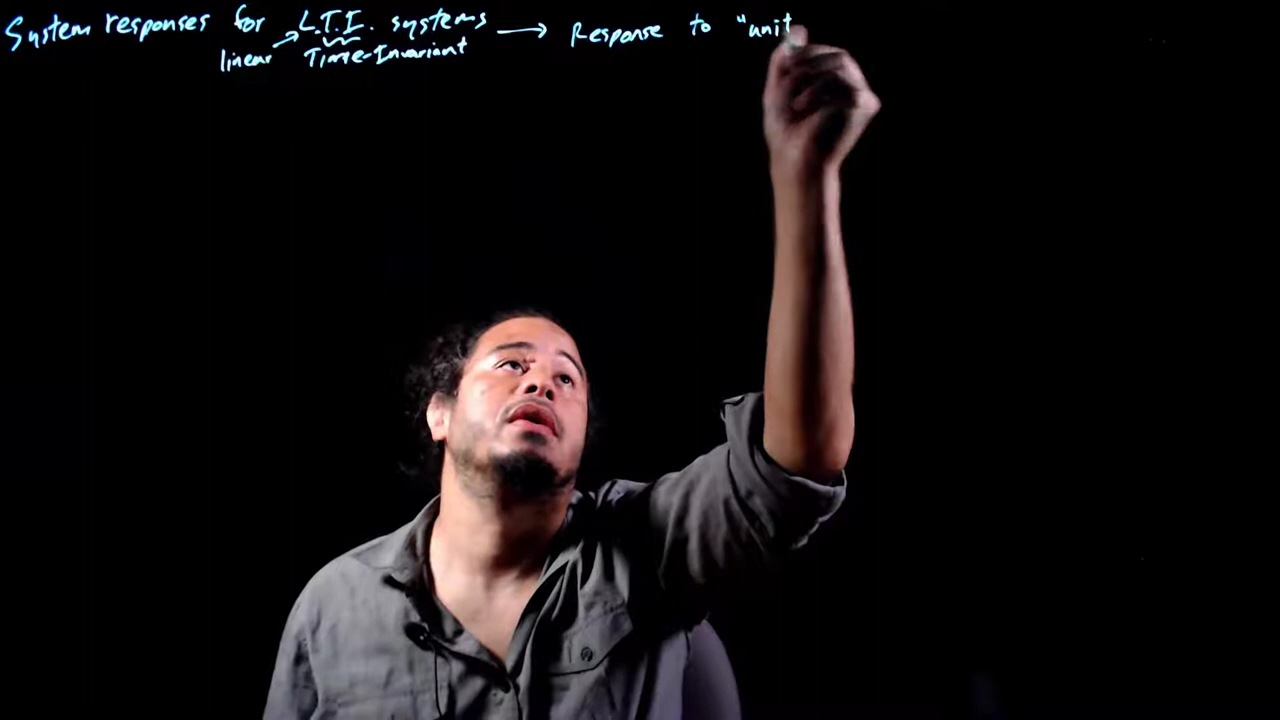 System responses for L.T.I. systems → Response to "unit
linear Time-Invariant